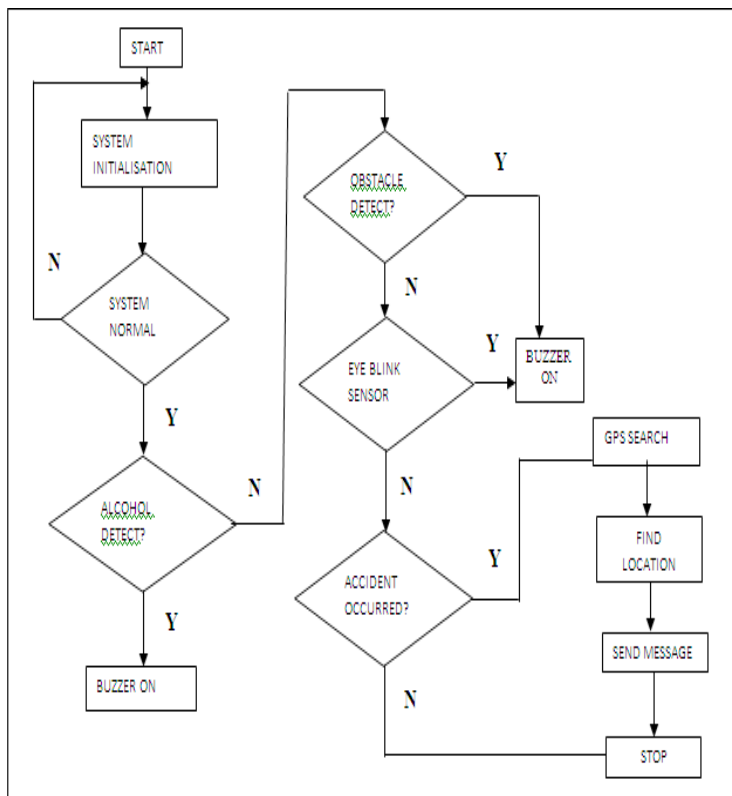 START
SYSTEM
INITIALISATION
N
SYSTEM
NORMAL
Y
ALCOHOL
DETECT?
N
Y
BUZZER ON
OBSTACLE
DETECT?
Y
N
EYE BLINK
SENSOR
Y
BUZZER
ON
N
ACCIDENT
OCCURRED?
Y
N
GPS SEARCH
FIND
LOCATION
SEND MESSAGE
STOP